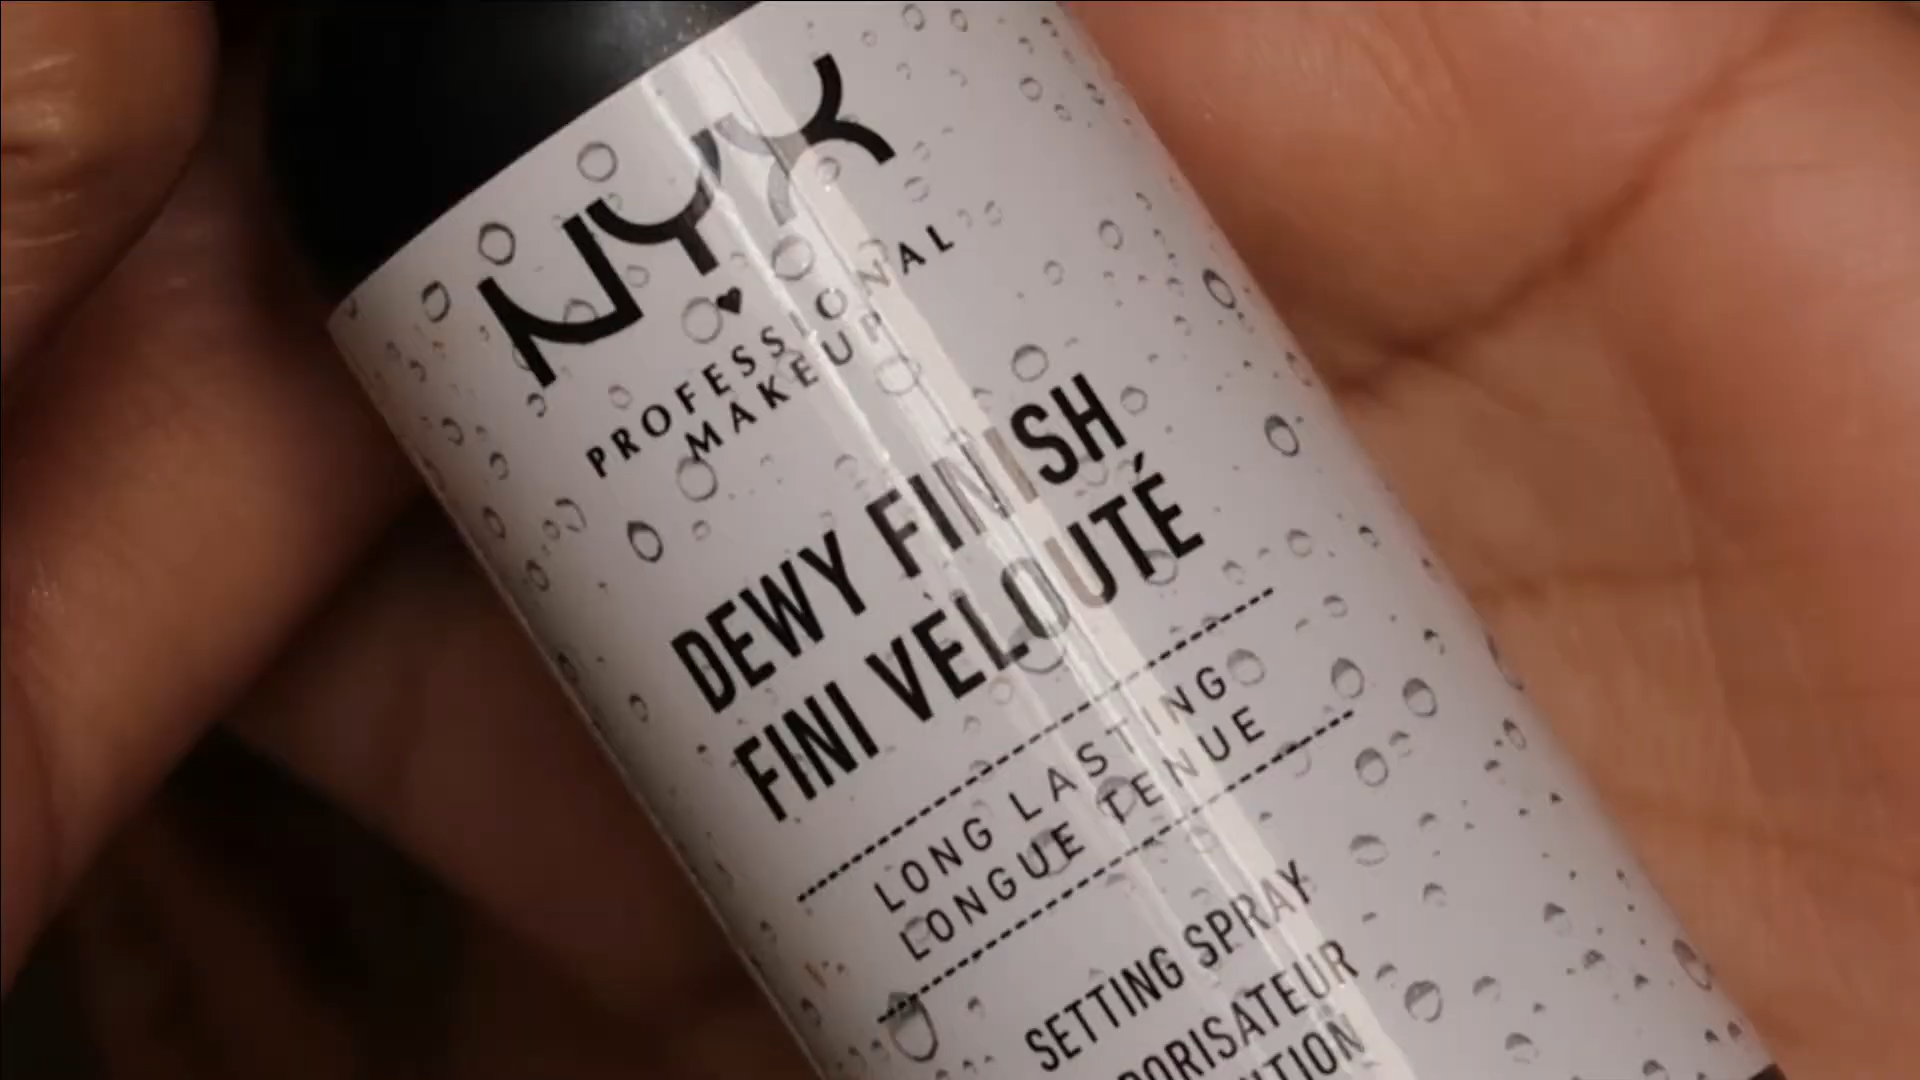 NYX
PROFESSIONAL
MAKEUP
DEWY FINISH
FINI VELOUTÉ
LONG LASTING
LONGUE TENUE
SETTING SPRAY